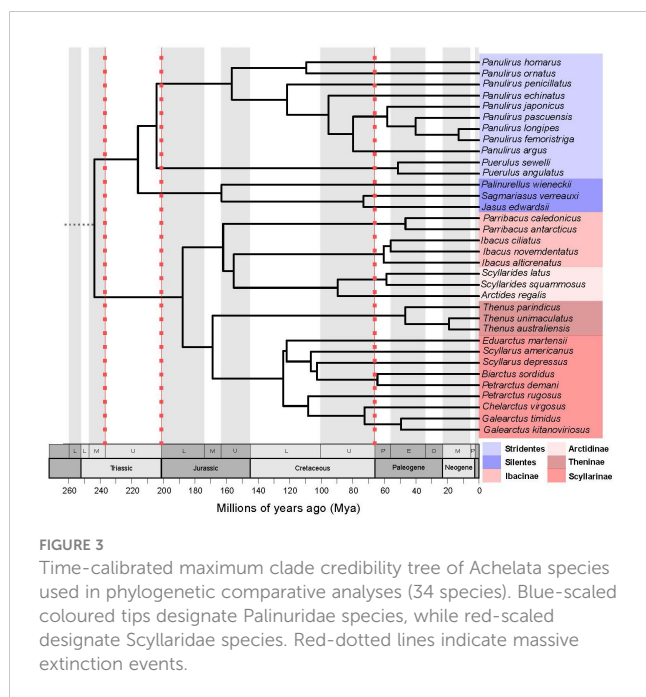 Panulirus homarus
Panulirus ornatus
Panulirus penicillatus
Panulirus echinatus
Panulirus japonicus
Panulirus pascuensis
Panulirus longipes
Panulirus femoristriga
Panulirus argus
Puerulus sewelli
Puerulus angulatus
Palinurellus wieneckii
Sagmariasus verreauxi
Jasus edwardsii
Parribacus caledonicus
Parribacus antarcticus
Ibacus ciliatus
Ibacus novemdentatus
Ibacus alticrenatus
Scyllarides latus
Scyllarides squammosus
Arctides regalis
Thenus parindicus
Thenus unimaculatus
Thenus australiensis
Eduarctus martensii
Scyllarus americanus
Scyllarus depressus
Biarctus sordidus
Petrarctus demani
Petrarctus rugosus
Chelarctus virgosus
Galearctus timidus
Galearctus kitanoviriosus
L L M U L M U L U P E O M P
Triassic Jurassic Cretaceous Paleogene Neogene
260 240 220 200 180 160 140 120 100 80 60 40 20 0
Millions of years ago (Mya)
Stridentes Arctidinae
Silentes Theninae
Ibacinae Scyllarinae
FIGURE 3
Time-calibrated maximum clade credibility tree of Achelata species
used in phylogenetic comparative analyses (34 species). Blue-scaled
coloured tips designate Palinuridae species, while red-scaled
designate Scyllaridae species. Red-dotted lines indicate massive
extinction events.